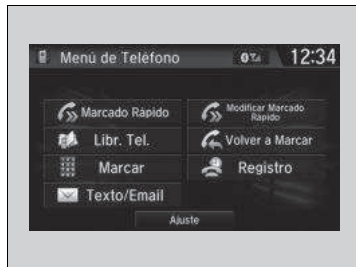 Menú de Teléfono
12:34
Marcado Rápido
Modificar Marcado
Rápido
Libr. Tel.
Volver a Marcar
Marcar
Registro
Texto/Email
Ajuste